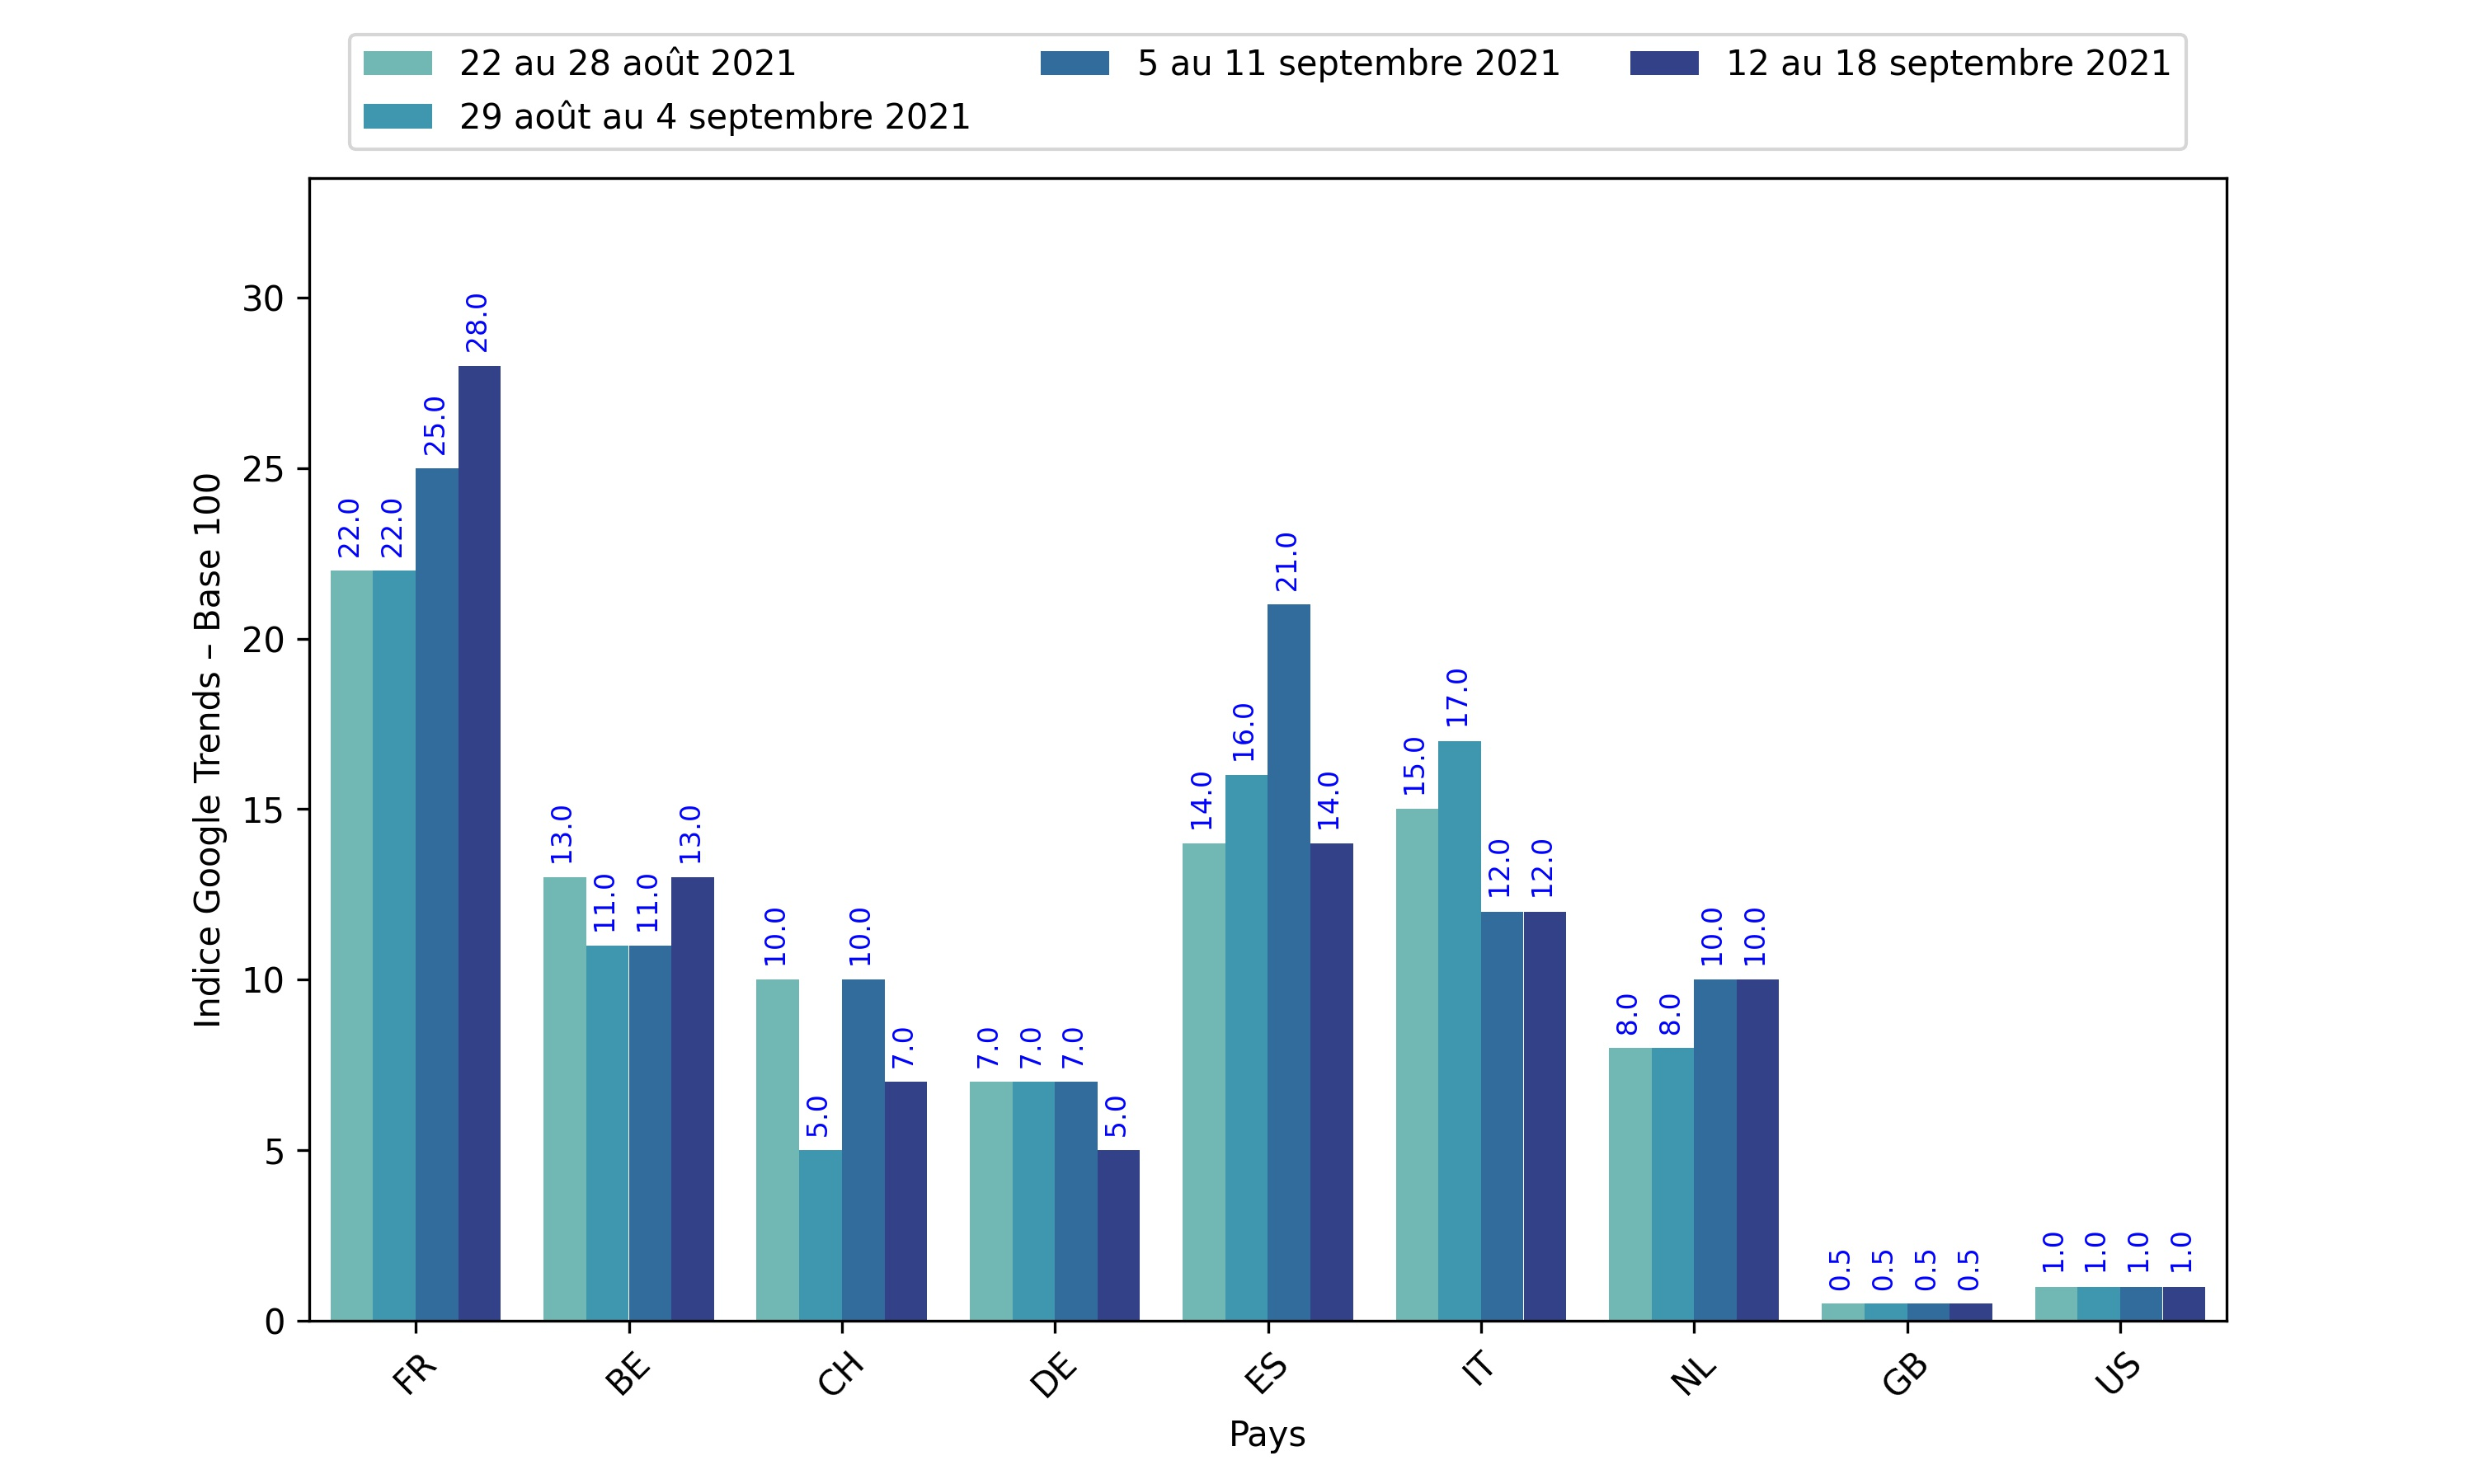 22 au 28 août 2021
29 août au 4 septembre 2021
5 au 11 septembre 2021
12 au 18 septembre 2021
Indice Google Trends – Base 100
30
25
20
15
10
5
0
22.0
22.0
25.0
28.0
13.0
11.0
11.0
13.0
10.0
5.0
10.0
7.0
7.0
7.0
7.0
5.0
14.0
16.0
21.0
14.0
15.0
17.0
12.0
12.0
8.0
8.0
10.0
10.0
0.5
0.5
0.5
0.5
1.0
1.0
1.0
1.0
FR
BE
CH
DE
ES
IT
NL
GB
US
Pays